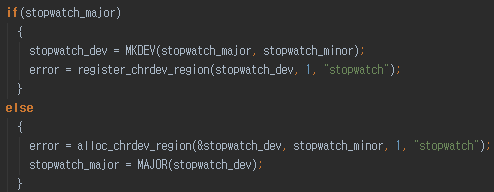 if(stopwatch_major)
{
stopwatch_dev = MKDEV(stopwatch_major, stopwatch_minor);
error = register_chrdev_region(stopwatch_dev, 1, "stopwatch");
}
else
{
error = alloc_chrdev_region(&stopwatch_dev, stopwatch_minor, 1, "stopwatch");
stopwatch_major = MAJOR(stopwatch_dev);
}